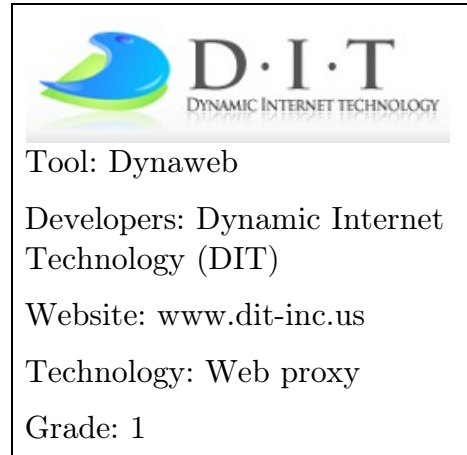 D·I·T
DYNAMIC INTERNET TECHNOLOGY
Tool: Dynaweb
Developers: Dynamic Internet
Technology (DIT)
Website: www.dit-inc.us
Technology: Web proxy
Grade: 1